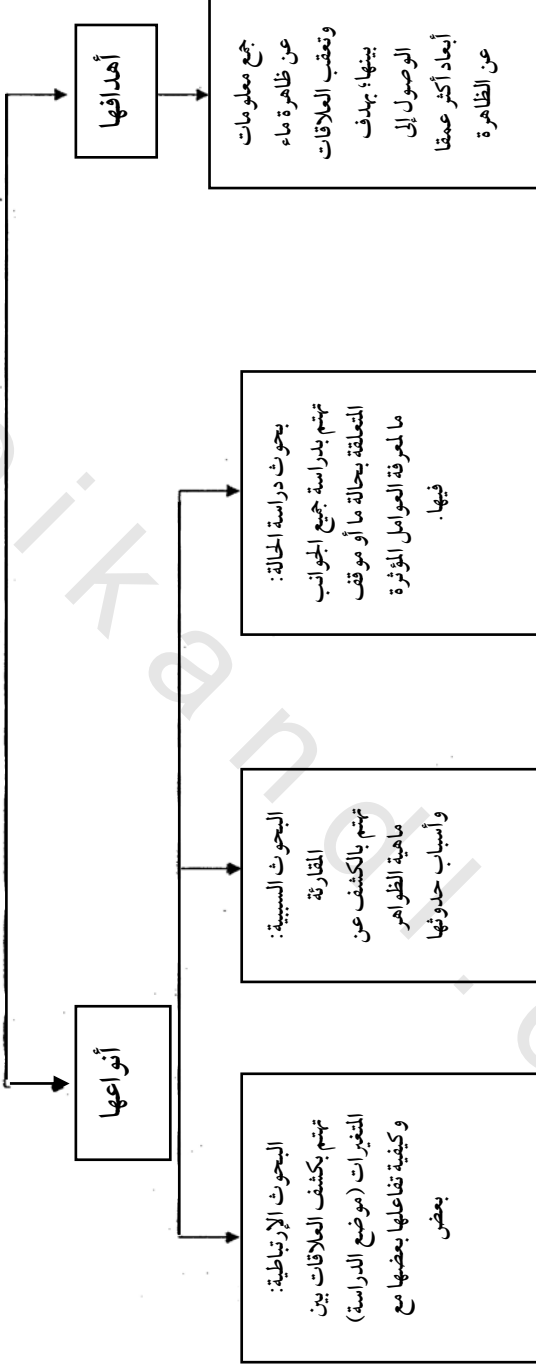 أهدافها
جمع معلومات
عن ظاهرة ماء
وتعقب العلاقات
بينها؛ بهدف
الوصول إلى
أبعاد أكثر عمقا
عن الظاهرة
أنواعها
بحوث دراسة الحالة:
تهتم بدراسة جميع الجوانب
المتعلقة بحالة ما أو موقف
ما لمعرفة العوامل المؤثرة
فيها.
البحوث السببية:
المقارنة
تهتم بالكشف عن
ماهية الظواهر
وأسباب حدوثها
البحوث الإرتباطية:
تهتم بكشف العلاقات بين
المتغيرات (موضع الدراسة)
وكيفية تفاعلها بعضها مع
بعض